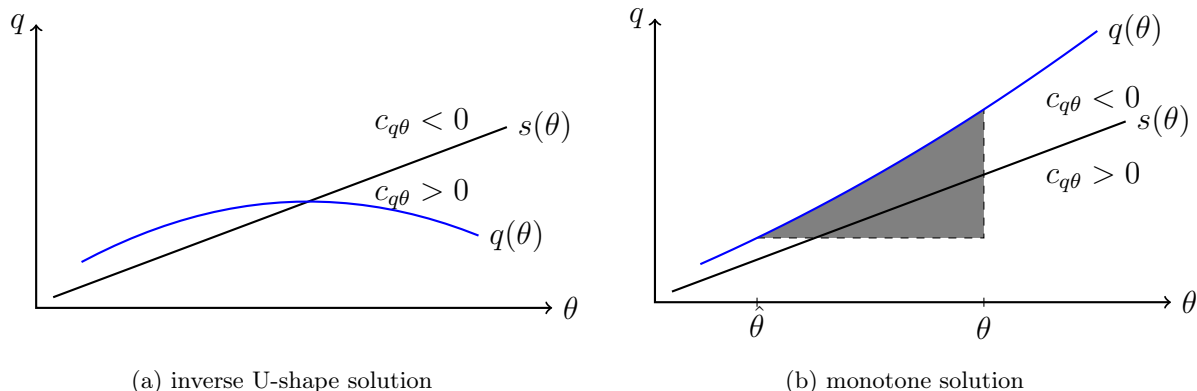 q
c_{qθ} < 0
s(θ)
c_{qθ} > 0
q(θ)
θ
(a) inverse U-shape solution
q
q(θ)
c_{qθ} < 0
s(θ)
c_{qθ} > 0
θ
θ̂
θ
(b) monotone solution